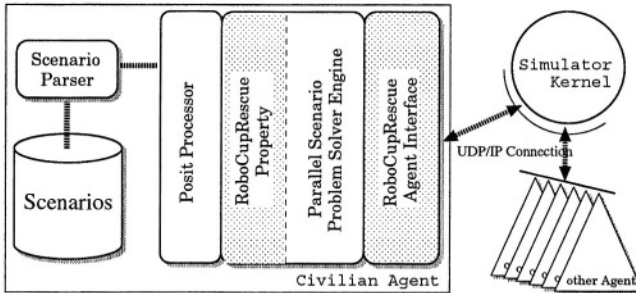 Scenario
Parser
Scenarios
Posit Processor
RoboCupRescue
Property
Parallel Scenario
Problem Solver Engine
RoboCupRescue
Agent Interface
Civilian Agent
Simulator
Kernel
UDP/IP Connection
other Agent